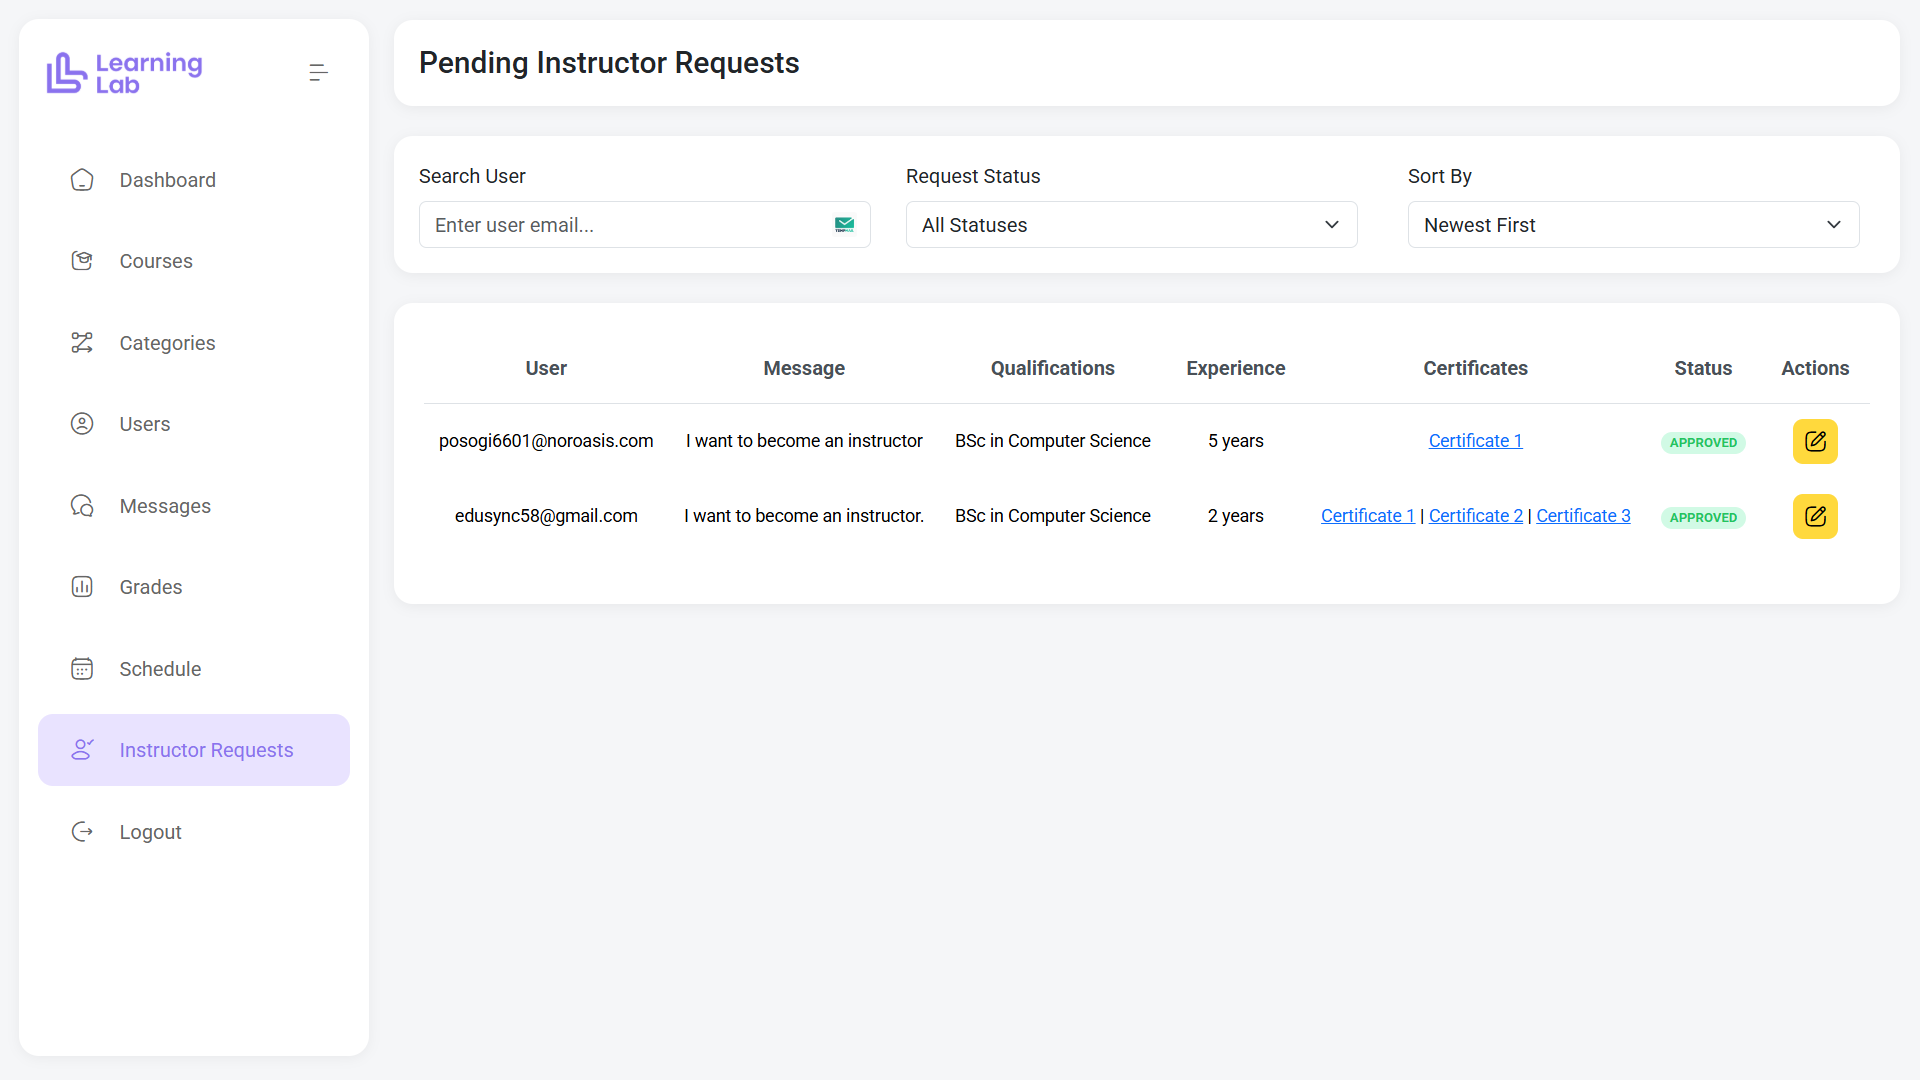 Learning
Lab
Dashboard
Courses
Categories
Users
Messages
Grades
Schedule
Instructor Requests
Logout
Pending Instructor Requests
Search User
Request Status
Sort By
Enter user email...
All Statuses
Newest First
User Message Qualifications Experience Certificates Status Actions
posogi6601@noroasis.com I want to become an instructor BSc in Computer Science 5 years Certificate 1 APPROVED
edusync58@gmail.com I want to become an instructor. BSc in Computer Science 2 years Certificate 1 | Certificate 2 | Certificate 3 APPROVED